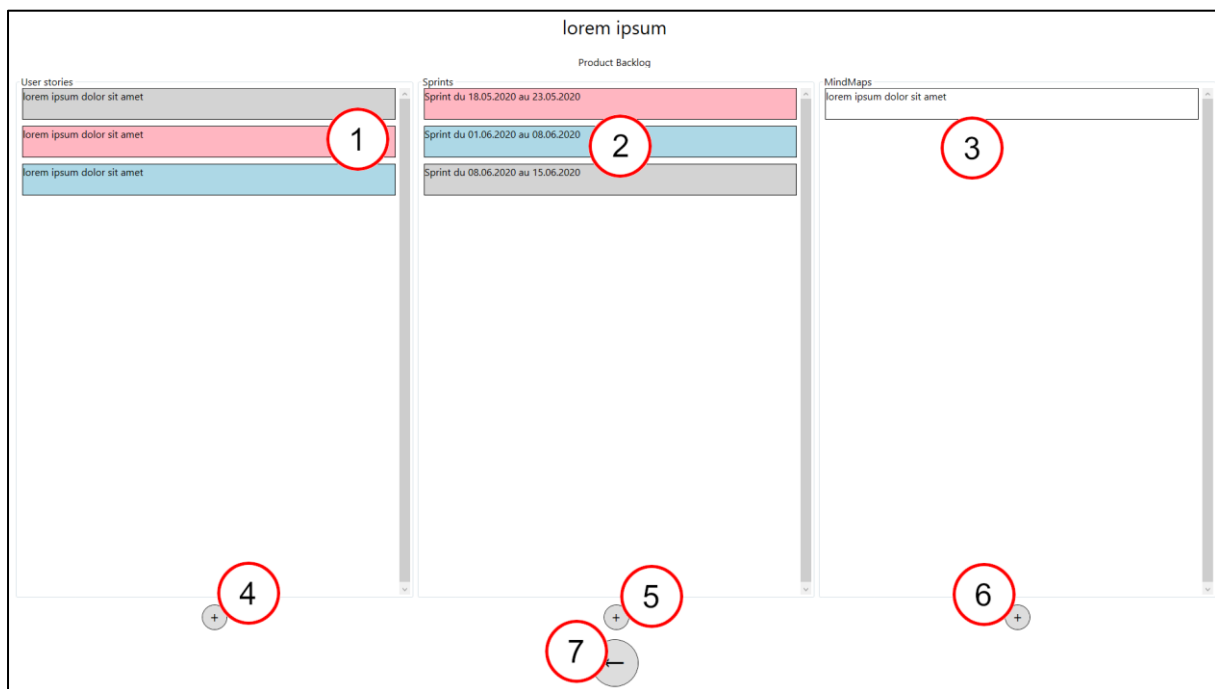 lorem ipsum
Product Backlog
User stories
lorem ipsum dolor sit amet
lorem ipsum dolor sit amet
lorem ipsum dolor sit amet
1
Sprints
Sprint du 18.05.2020 au 23.05.2020
Sprint du 01.06.2020 au 08.06.2020
Sprint du 08.06.2020 au 15.06.2020
2
MindMaps
lorem ipsum dolor sit amet
3
4
+
5
+
6
+
7
←